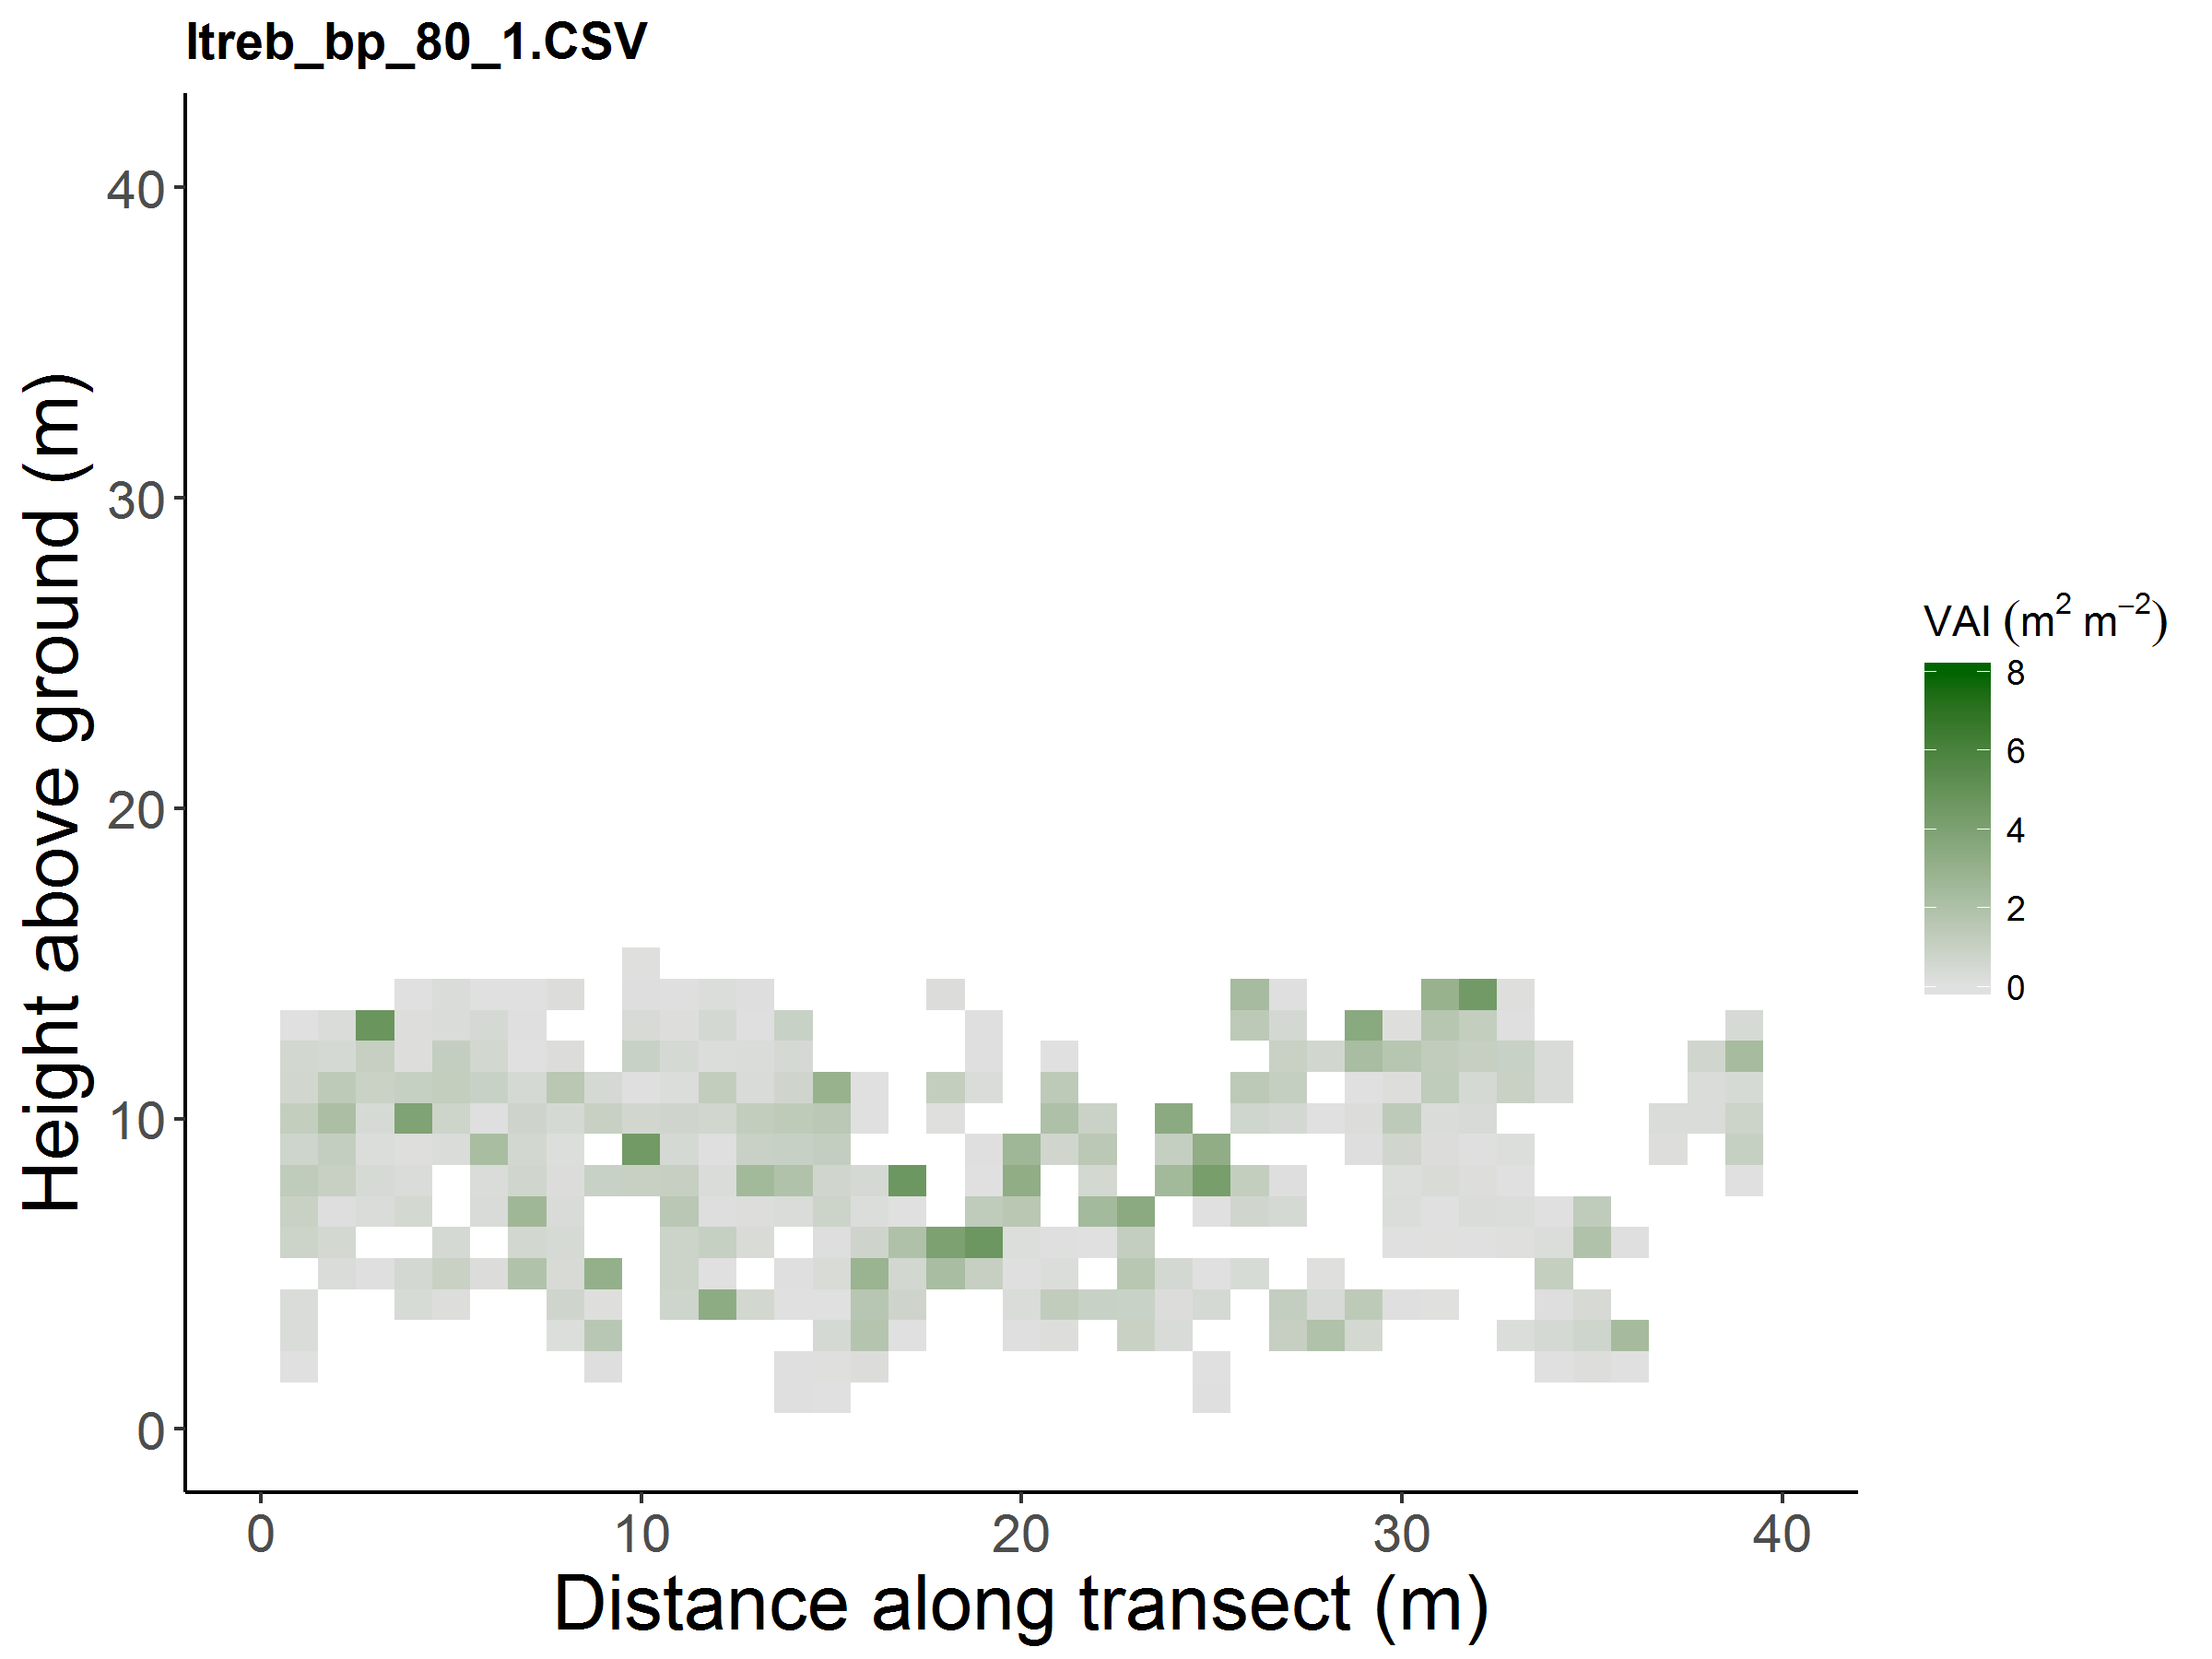 ltreb_bp_80_1.CSV
Height above ground (m)
40
30
20
10
0
0 10 20 30 40
Distance along transect (m)
VAI (m² m⁻²)
8
6
4
2
0